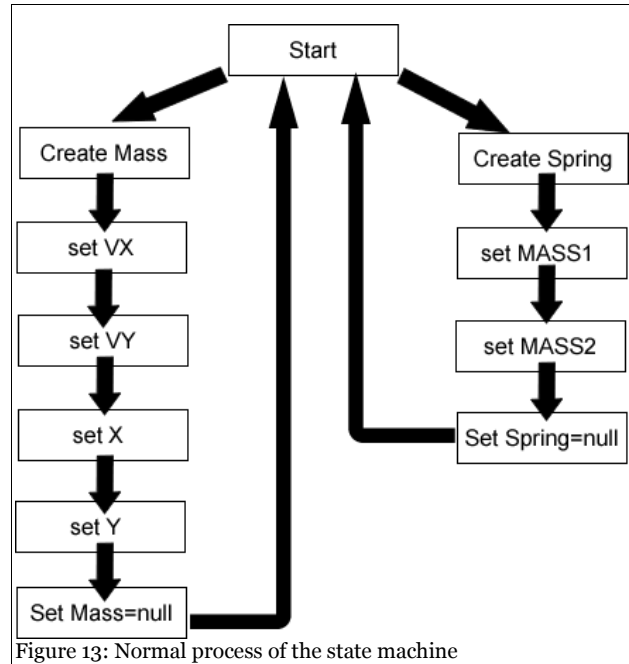 Start
Create Mass
set VX
set VY
set X
set Y
Set Mass=null
Create Spring
set MASS1
set MASS2
Set Spring=null
Figure 13: Normal process of the state machine